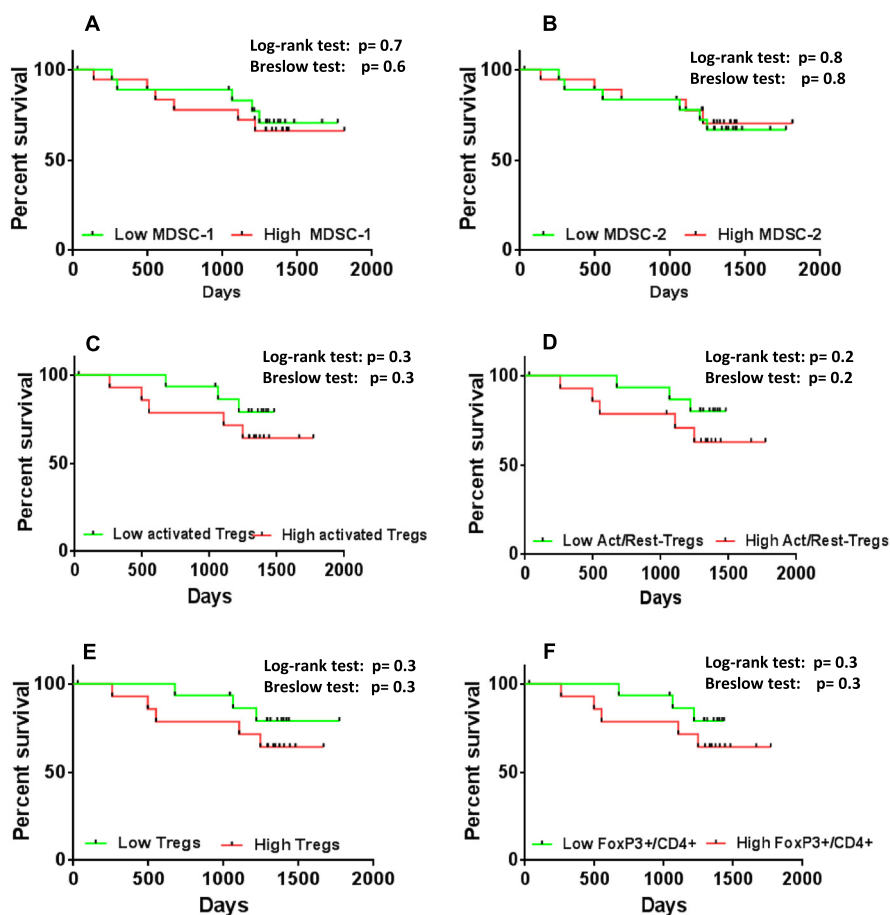 A
Log-rank test: p= 0.7
Breslow test: p= 0.6
Percent survival
100
50
0
Low MDSC-1 High MDSC-1
0 500 1000 1500 2000
Days
B
Log-rank test: p= 0.8
Breslow test: p= 0.8
Percent survival
100
50
0
Low MDSC-2 High MDSC-2
0 500 1000 1500 2000
Days
C
Log-rank test: p= 0.3
Breslow test: p= 0.3
Percent survival
100
50
0
Low activated Tregs High activated Tregs
0 500 1000 1500 2000
Days
D
Log-rank test: p= 0.2
Breslow test: p= 0.2
Percent survival
100
50
0
Low Act/Rest-Tregs High Act/Rest-Tregs
0 500 1000 1500 2000
Days
E
Log-rank test: p= 0.3
Breslow test: p= 0.3
Percent survival
100
50
0
Low Tregs High Tregs
0 500 1000 1500 2000
Days
F
Log-rank test: p= 0.3
Breslow test: p= 0.3
Percent survival
100
50
0
Low FoxP3+/CD4+ High FoxP3+/CD4+
0 500 1000 1500 2000
Days